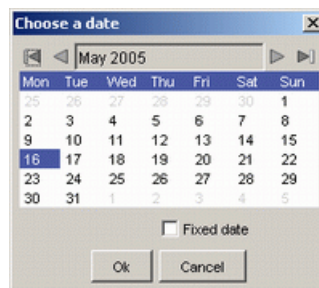 Choose a date
May 2005
Mon Tue Wed Thu Fri Sat Sun
25 26 27 28 29 30 1
2 3 4 5 6 7 8
9 10 11 12 13 14 15
16 17 18 19 20 21 22
23 24 25 26 27 28 29
30 31 1 2 3 4 5
Fixed date
Ok Cancel